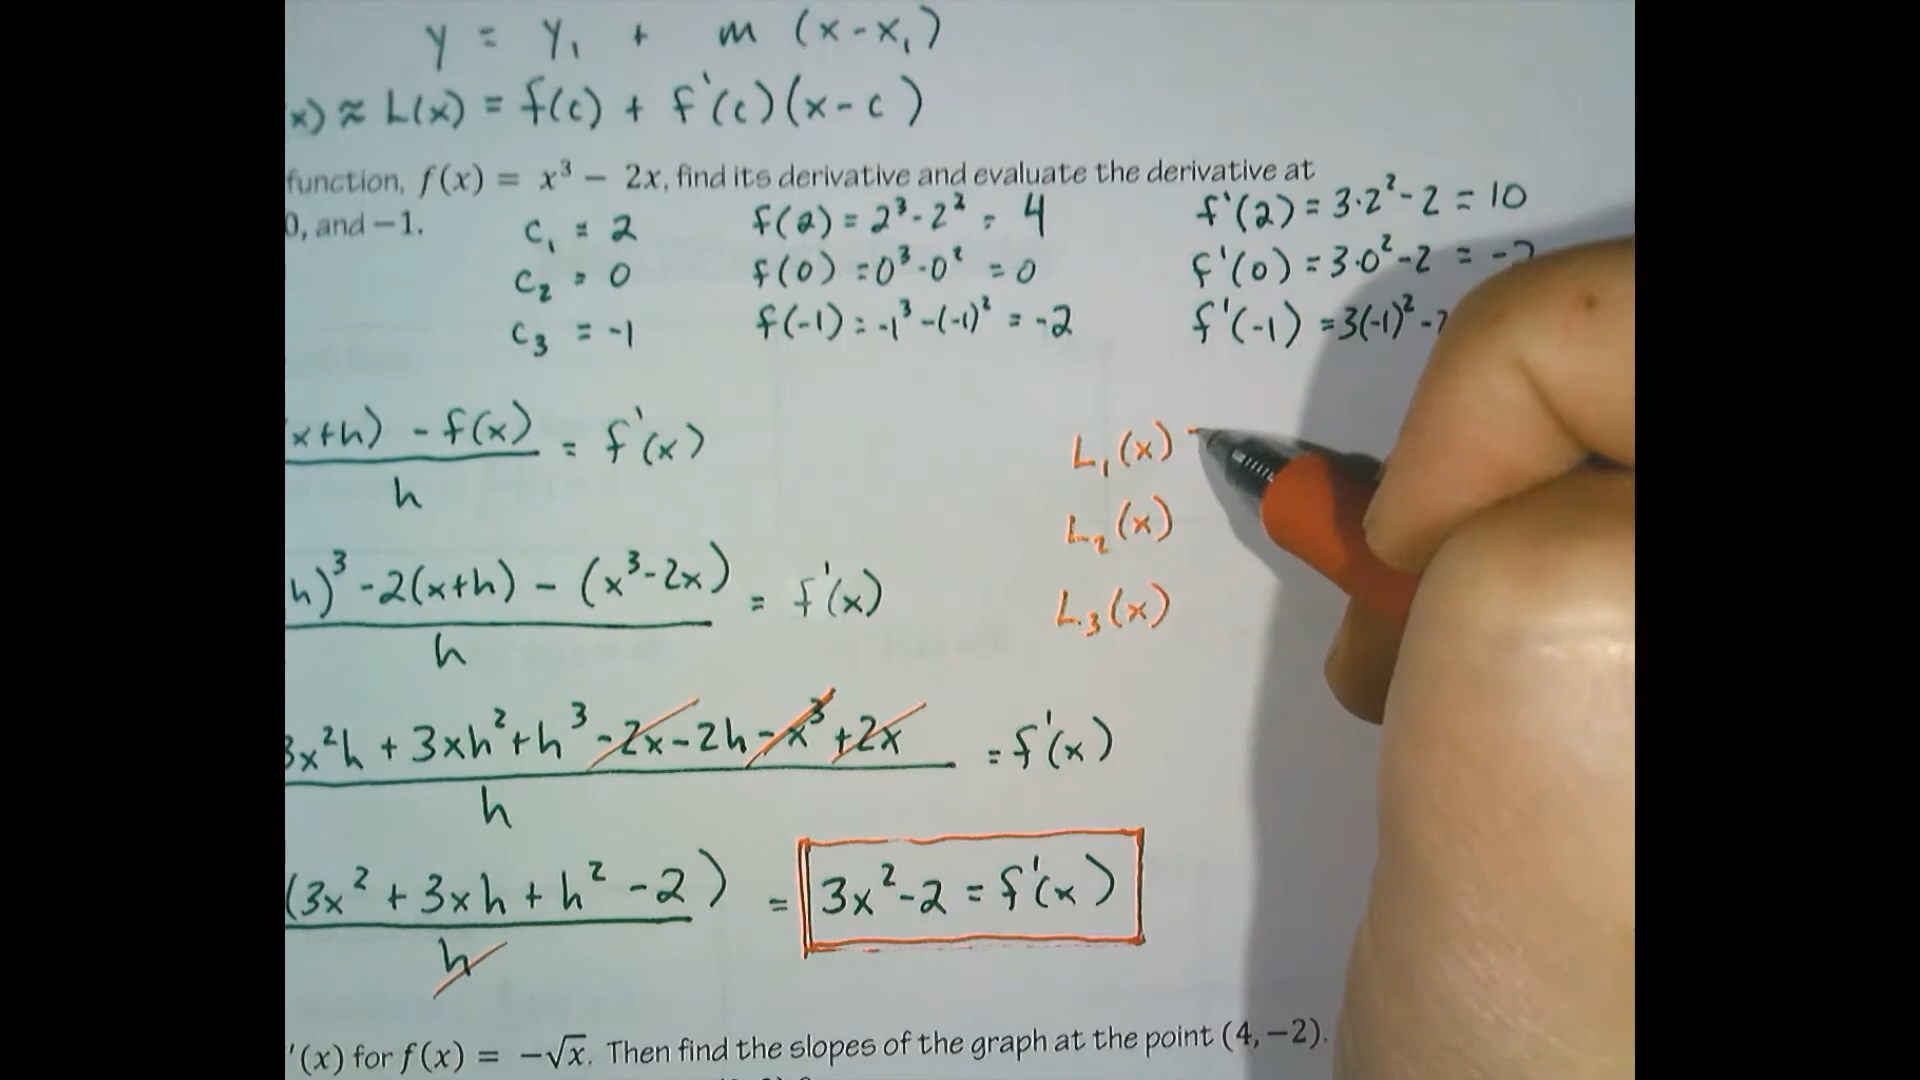 y = y₁ + m (x-x₁)
x) ≈ L(x) = f(c) + f'(c)(x-c)
function, f(x) = x³ − 2x, find its derivative and evaluate the derivative at
0, and −1.
c₁ = 2 f(2) = 2³-2² = 4 f'(2) = 3·2²-2 = 10
c₂ = 0 f(0) = 0³-0² = 0 f'(0) = 3·0²-2 = -2
c₃ = -1 f(-1) = -1³-(-1)² = -2 f'(-1) = 3(-1)²-2
x+h) - f(x) = f'(x)
h
L₁(x) -
L₂(x)
h)³ -2(x+h) - (x³-2x) = f'(x)
h
L₃(x)
3x²h + 3xh² + h³ -2x -2h -x³ +2x = f'(x)
h
(3x² + 3xh + h² -2) = 3x²-2 = f'(x)
h
'(x) for f(x) = −√x. Then find the slopes of the graph at the point (4, −2).